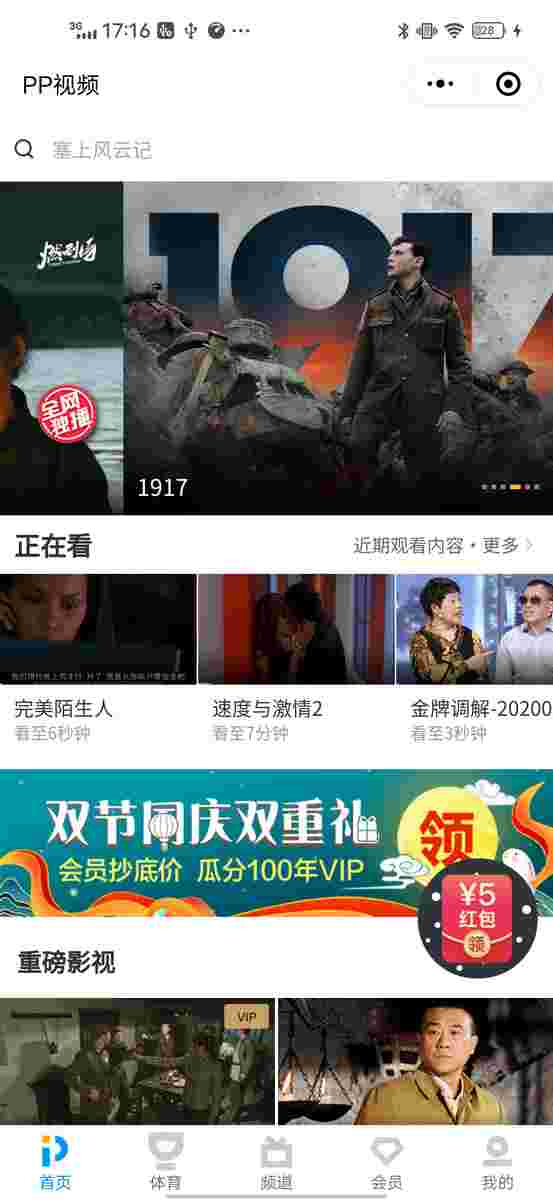 3G 17:16 28
PP视频
塞上风云记
燃剧场
全网
独播
1917
1917
正在看
近期观看内容·更多
完美陌生人
看至6秒钟
速度与激情2
看至7分钟
金牌调解-20200
看至3秒钟
双节同庆双重礼
会员抄底价 瓜分100年VIP
领
¥5
红包
领
重磅影视
VIP
首页
体育
频道
会员
我的